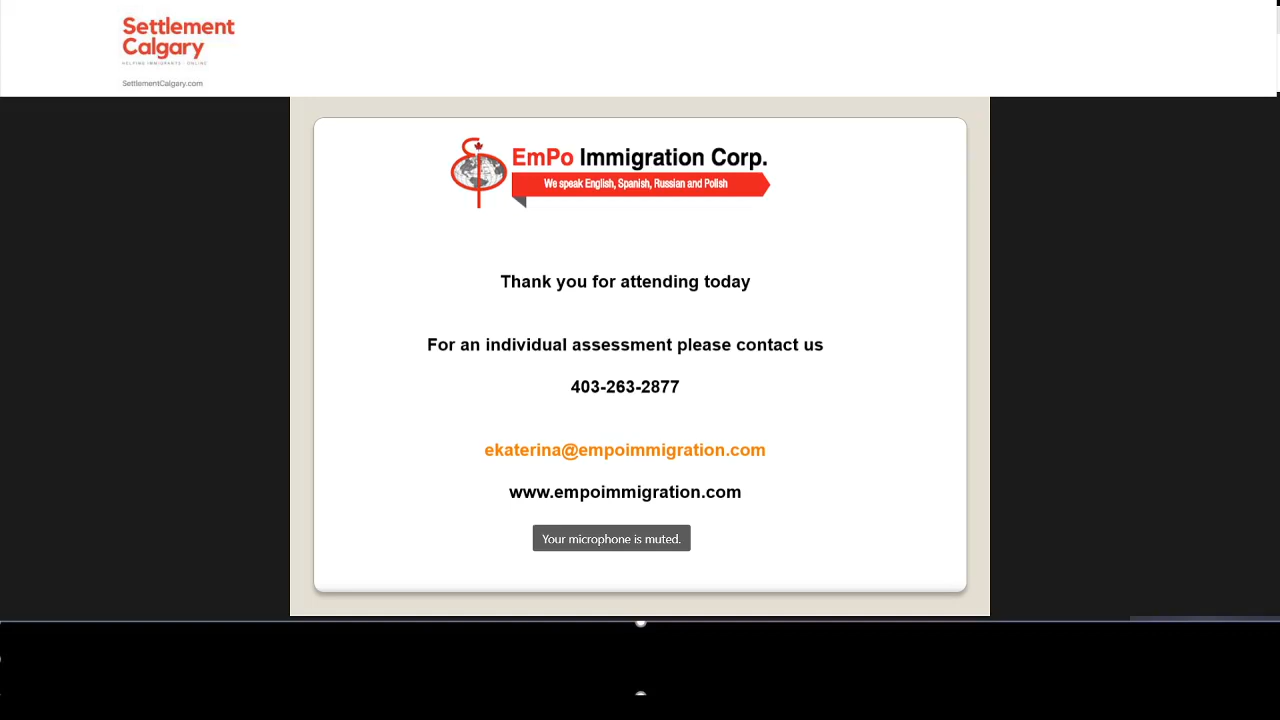 Settlement
Calgary
HELPING IMMIGRANTS - ONLINE
SettlementCalgary.com
EmPo Immigration Corp.
We speak English, Spanish, Russian and Polish
Thank you for attending today
For an individual assessment please contact us
403-263-2877
ekaterina@empoimmigration.com
www.empoimmigration.com
Your microphone is muted.